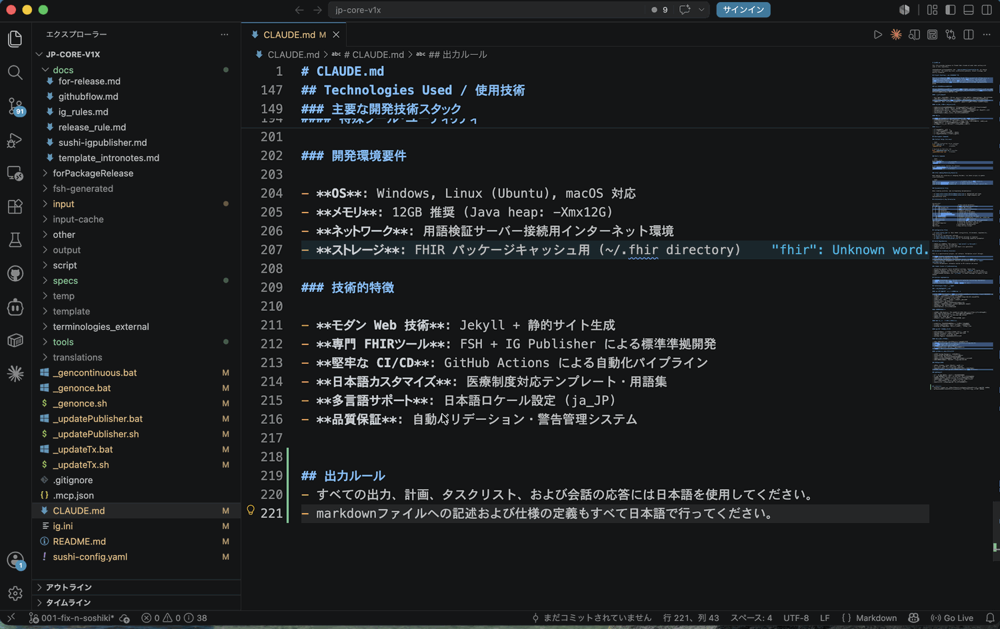 jp-core-v1x
9
サインイン
エクスプローラー
JP-CORE-V1X
docs
for-release.md
githubflow.md
ig_rules.md
release_rule.md
sushi-igpublisher.md
template_intronotes.md
forPackageRelease
fsh-generated
input
input-cache
other
output
script
specs
temp
template
terminologies_external
tools
translations
_gencontinuous.bat M
_genonce.bat M
$ _genonce.sh M
_updatePublisher.bat M
$ _updatePublisher.sh M
_updateTx.bat M
$ _updateTx.sh M
.gitignore
{} .mcp.json
CLAUDE.md M
ig.ini M
README.md M
! sushi-config.yaml M
アウトライン
タイムライン
91
1
CLAUDE.md M
CLAUDE.md > abc # CLAUDE.md > abc ## 出力ルール
1 # CLAUDE.md
147 ## Technologies Used / 使用技術
149 ### 主要な開発技術スタック
194 #### 特殊ツール・ユーティリティ
201
202 ### 開発環境要件
203
204 - **OS**: Windows, Linux (Ubuntu), macOS 対応
205 - **メモリ**: 12GB 推奨 (Java heap: -Xmx12G)
206 - **ネットワーク**: 用語検証サーバー接続用インターネット環境
207 - **ストレージ**: FHIR パッケージキャッシュ用 (~/.fhir directory) "fhir": Unknown word.
208
209 ### 技術的特徴
210
211 - **モダン Web 技術**: Jekyll + 静的サイト生成
212 - **専門 FHIRツール**: FSH + IG Publisher による標準準拠開発
213 - **堅牢な CI/CD**: GitHub Actions による自動化パイプライン
214 - **日本語カスタマイズ**: 医療制度対応テンプレート・用語集
215 - **多言語サポート**: 日本語ロケール設定 (ja_JP)
216 - **品質保証**: 自動バリデーション・警告管理システム
217
218
219 ## 出力ルール
220 - すべての出力、計画、タスクリスト、および会話の応答には日本語を使用してください。
221 - markdownファイルへの記述および仕様の定義もすべて日本語で行ってください。
001-fix-n-soshiki* 0 0 38
まだコミットされていません 行 221、列 43 スペース: 4 UTF-8 LF {} Markdown Go Live